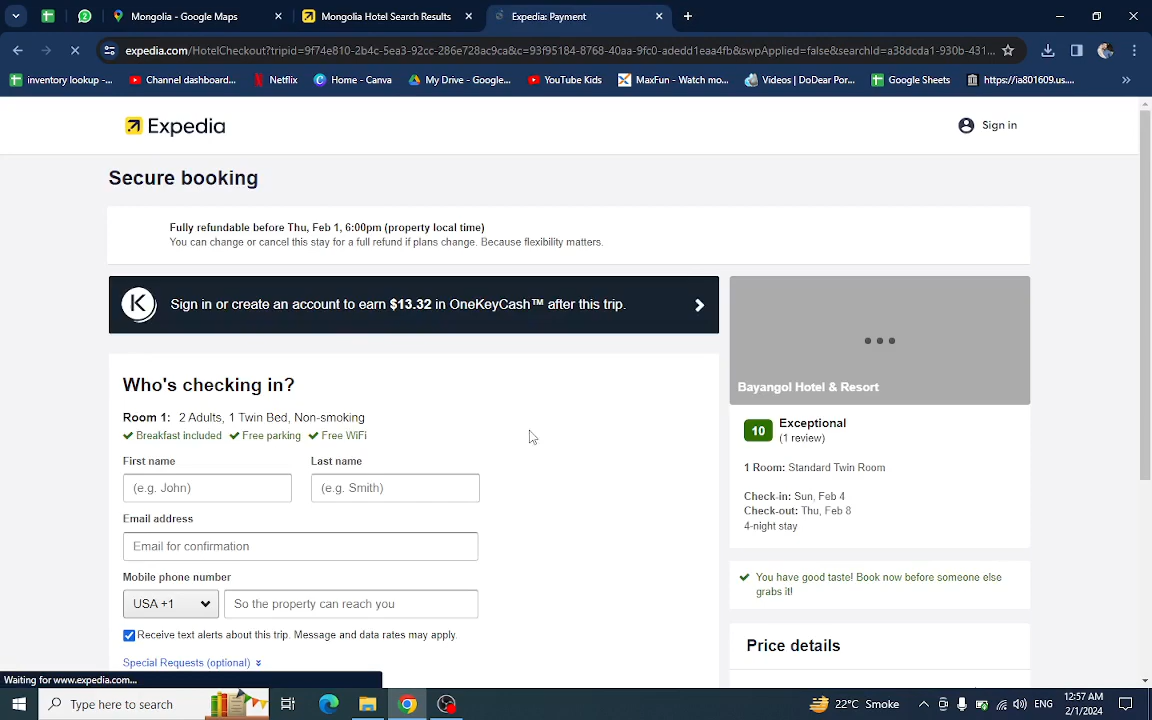 Mongolia - Google Maps
Mongolia Hotel Search Results
Expedia: Payment
expedia.com/HotelCheckout?tripid=9f74e810-2b4c-5ea3-92cc-286e728ac9ca&c=93f95184-8768-40aa-9fc0-adedd1eaa4fb&swpApplied=false&searchId=a38dcda1-930b-431...
inventory lookup -...
Channel dashboard...
Netflix
Home - Canva
My Drive - Google...
YouTube Kids
MaxFun - Watch mo...
Videos | DoDear Por...
Google Sheets
https://ia801609.us....
Expedia
Sign in
Secure booking
Fully refundable before Thu, Feb 1, 6:00pm (property local time)
You can change or cancel this stay for a full refund if plans change. Because flexibility matters.
K
Sign in or create an account to earn $13.32 in OneKeyCash™ after this trip.
Bayangol Hotel & Resort
Who's checking in?
Room 1: 2 Adults, 1 Twin Bed, Non-smoking
Breakfast included Free parking Free WiFi
First name
Last name
(e.g. John)
(e.g. Smith)
Email address
Email for confirmation
Mobile phone number
USA +1
So the property can reach you
Receive text alerts about this trip. Message and data rates may apply.
Special Requests (optional)
10
Exceptional
(1 review)
1 Room: Standard Twin Room
Check-in: Sun, Feb 4
Check-out: Thu, Feb 8
4-night stay
You have good taste! Book now before someone else
grabs it!
Price details
Waiting for www.expedia.com...
Type here to search
22°C Smoke
ENG
12:57 AM
2/1/2024